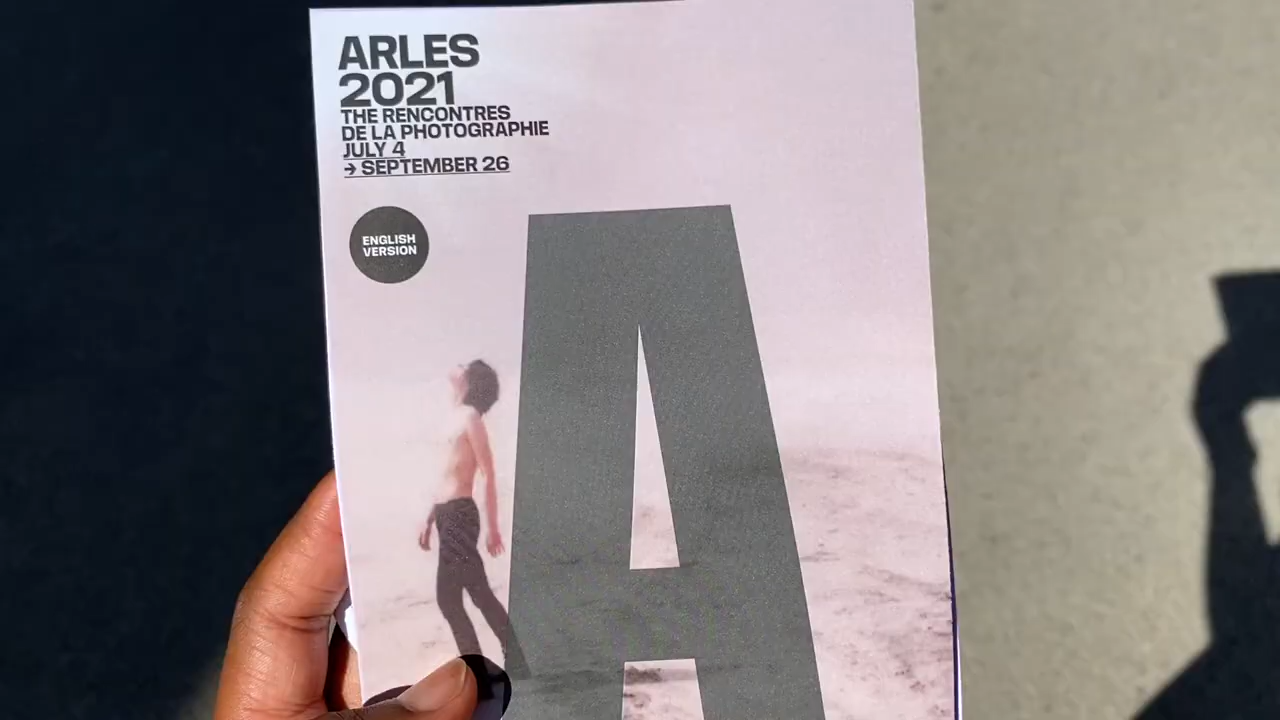 ARLES
2021
THE RENCONTRES
DE LA PHOTOGRAPHIE
JULY 4
→ SEPTEMBER 26
ENGLISH
VERSION
A